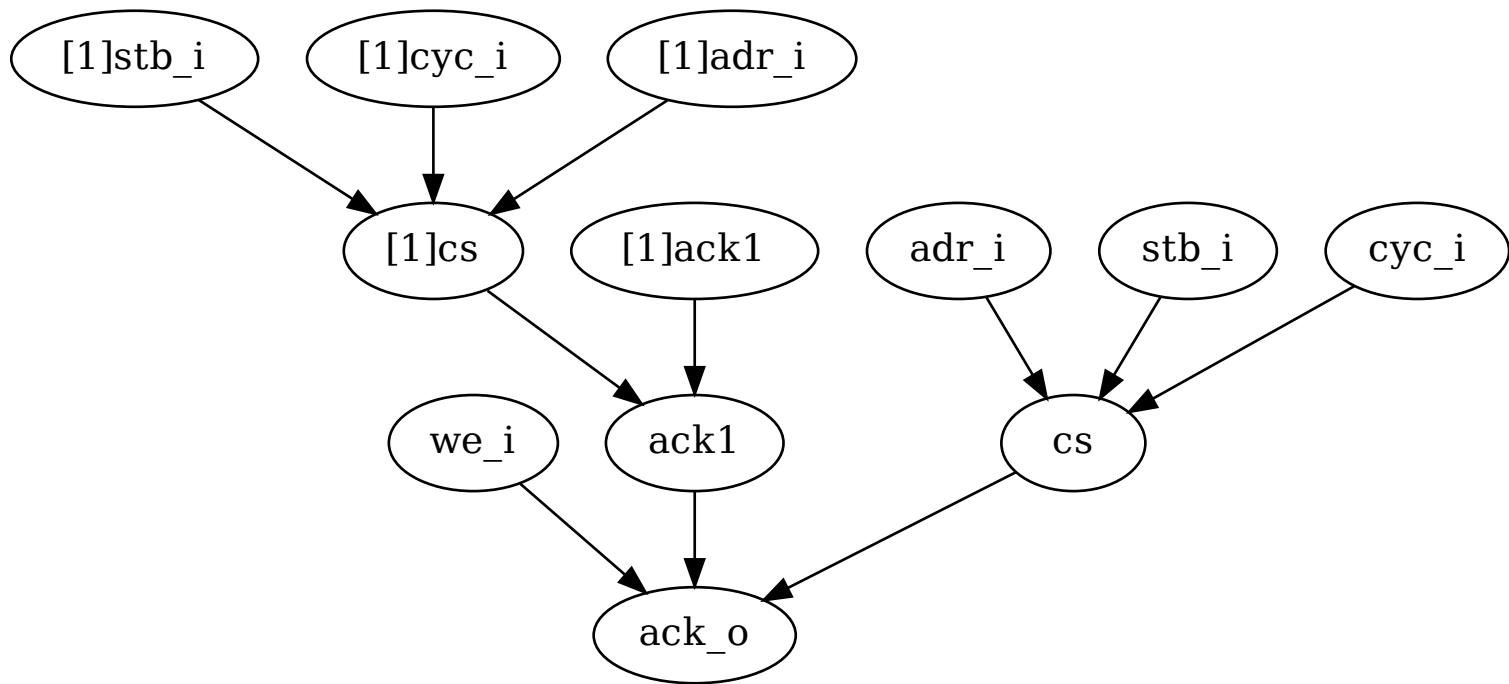 [1]stb_i
[1]cyc_i
[1]adr_i
[1]cs
[1]ack1
adr_i
stb_i
cyc_i
we_i
ack1
cs
ack_o